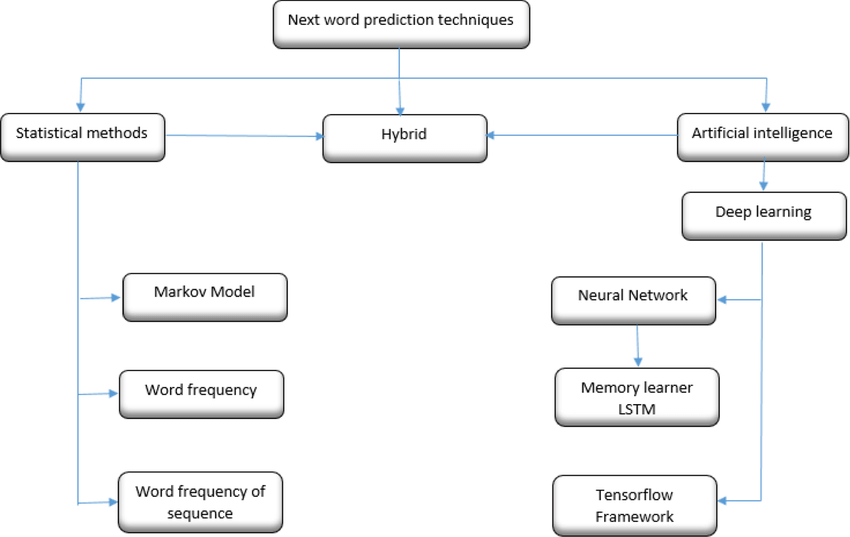 Next word prediction techniques
Statistical methods
Hybrid
Artificial intelligence
Deep learning
Markov Model
Neural Network
Word frequency
Memory learner
LSTM
Word frequency of
sequence
Tensorflow
Framework